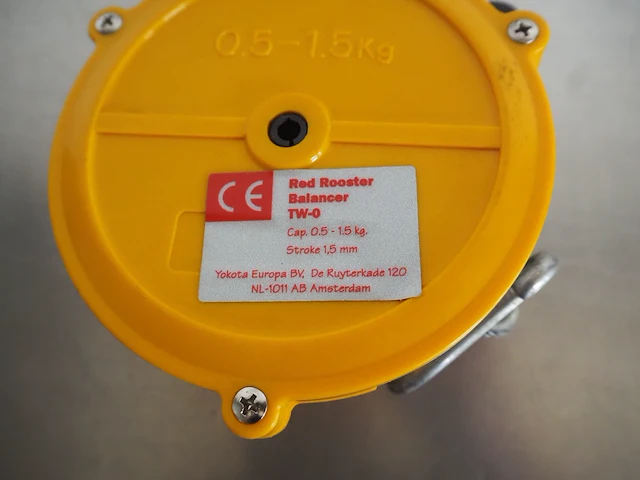 0.5-1.5Kg
CE
Red Rooster
Balancer
TW-0
Cap. 0.5 - 1.5 kg.
Stroke 1,5 mm
Yokota Europa BV, De Ruyterkade 120
NL-1011 AB Amsterdam